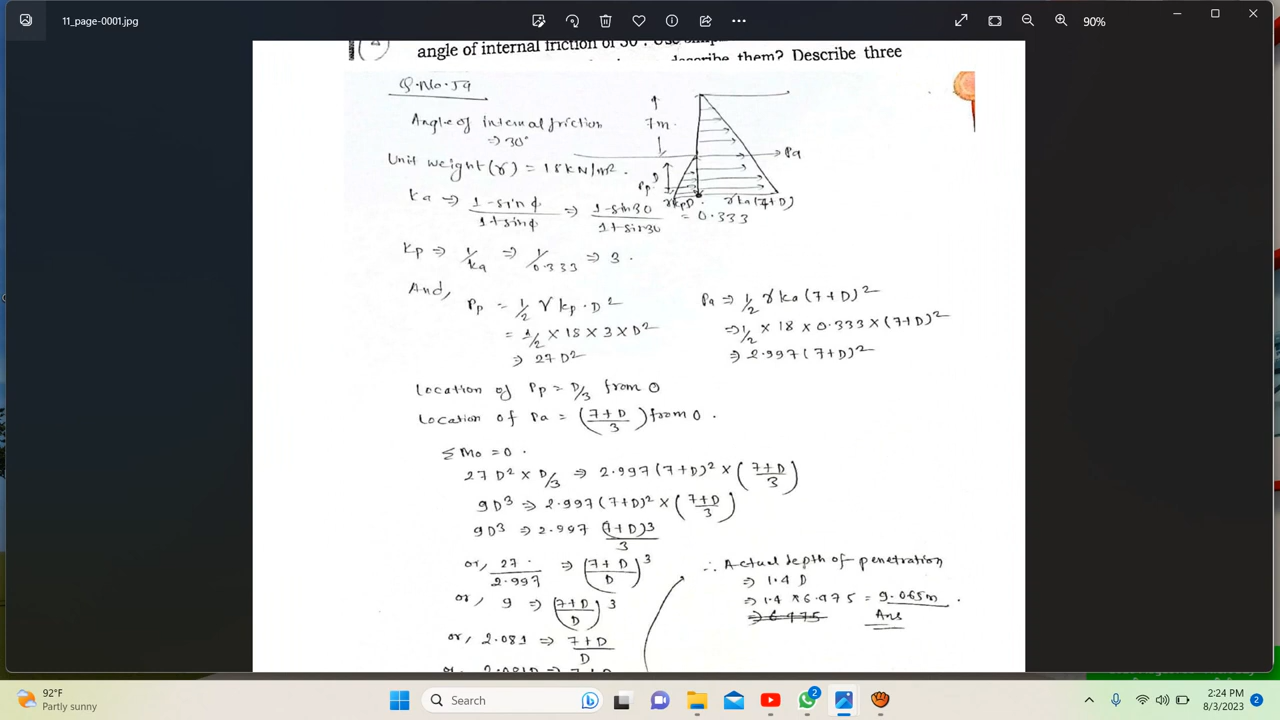 11_page-0001.jpg
90%
angle of internal friction of 30°. Use simp
describe them? Describe three
Q.No.5a
Angle of internal friction
⇒ 30°
7m
Unit weight (γ) = 18 kN/m².
Pa
D
Pp
γkpD.
γka(7+D)
ka ⇒ 1-sinϕ / 1+sinϕ ⇒ 1-sin30 / 1+sin30 = 0.333
kp ⇒ 1/ka ⇒ 1/0.333 ⇒ 3.
And,
Pp = 1/2 γ kp · D²
= 1/2 × 18 × 3 × D²
⇒ 27 D²
Pa ⇒ 1/2 γ ka (7+D)²
⇒ 1/2 × 18 × 0.333 × (7+D)²
⇒ 2.997 (7+D)²
Location of Pp = D/3 from O
Location of Pa = (7+D / 3) from O.
ΣMo = 0.
27 D² × D/3 ⇒ 2.997 (7+D)² × (7+D / 3)
9D³ ⇒ 2.997 (7+D)² × (7+D / 3)
9D³ ⇒ 2.997 (7+D)³ / 3
or, 27 / 2.997 ⇒ (7+D / D)³
or, 9 ⇒ (7+D / D)³
or, 2.081 ⇒ 7+D / D
∴ Actual depth of penetration
⇒ 1.4 D
⇒ 1.4 × 6.475 = 9.065m.
⇒ 6.475
Ans
92°F
Partly sunny
Search
2
2:24 PM
8/3/2023
2